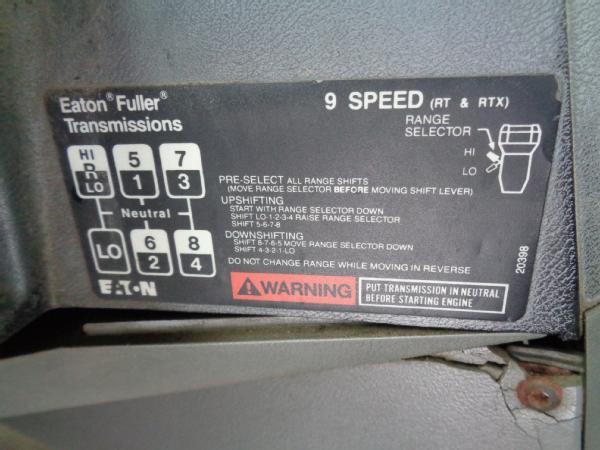 Eaton® Fuller®
Transmissions
9 SPEED (RT & RTX)
RANGE
SELECTOR
HI
LO
HI
R
LO
5
1
7
3
Neutral
LO
6
2
8
4
EATON
PRE-SELECT ALL RANGE SHIFTS
(MOVE RANGE SELECTOR BEFORE MOVING SHIFT LEVER)
UPSHIFTING
START WITH RANGE SELECTOR DOWN
SHIFT LO-1-2-3-4 RAISE RANGE SELECTOR
SHIFT 5-6-7-8
DOWNSHIFTING
SHIFT 8-7-6-5 MOVE RANGE SELECTOR DOWN
SHIFT 4-3-2-1-LO
DO NOT CHANGE RANGE WHILE MOVING IN REVERSE
20398
WARNING
PUT TRANSMISSION IN NEUTRAL
BEFORE STARTING ENGINE